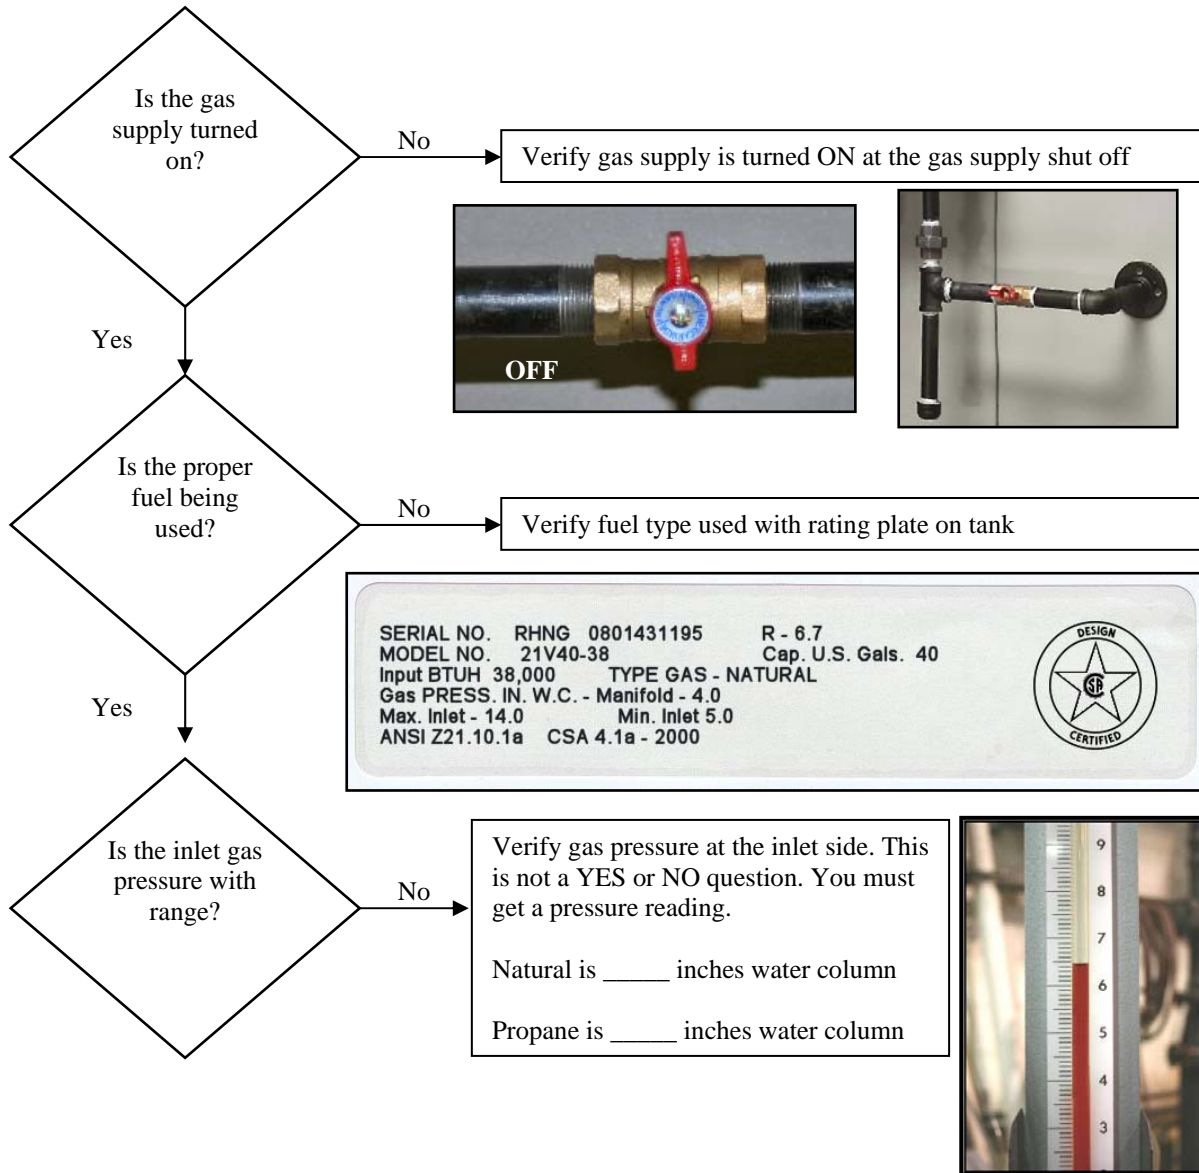 Is the gas
supply turned
on?
No
Verify gas supply is turned ON at the gas supply shut off
OFF
Yes
Is the proper
fuel being
used?
No
Verify fuel type used with rating plate on tank
SERIAL NO. RHNG 0801431195 R - 6.7
MODEL NO. 21V40-38 Cap. U.S. Gals. 40
Input BTUH 38,000 TYPE GAS - NATURAL
Gas PRESS. IN. W.C. - Manifold - 4.0
Max. Inlet - 14.0 Min. Inlet 5.0
ANSI Z21.10.1a CSA 4.1a - 2000
DESIGN
CERTIFIED
Yes
Is the inlet gas
pressure with
range?
No
Verify gas pressure at the inlet side. This
is not a YES or NO question. You must
get a pressure reading.
Natural is _____ inches water column
Propane is _____ inches water column
9
8
7
6
5
4
3